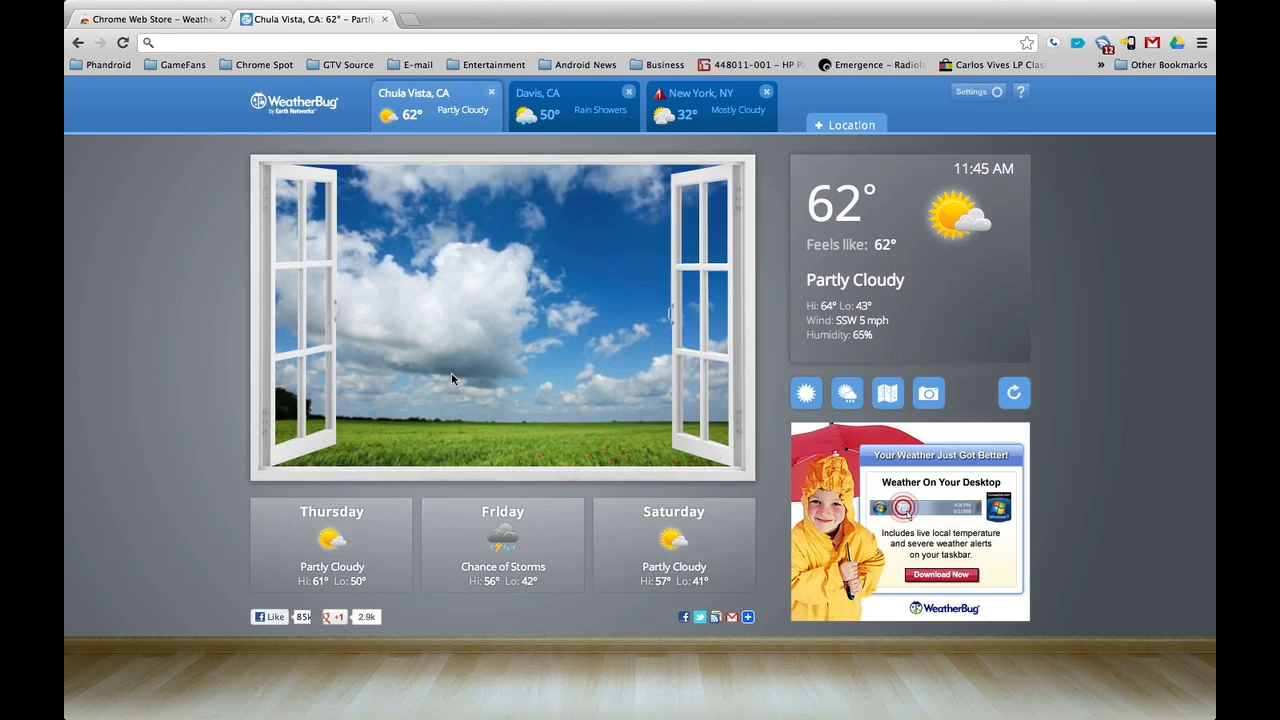 Chrome Web Store – Weathe
Chula Vista, CA: 62° – Partly
Phandroid
GameFans
Chrome Spot
GTV Source
E-mail
Entertainment
Android News
Business
448011-001 – HP P
Emergence – Radiola
Carlos Vives LP Clas
»
Other Bookmarks
12
WeatherBug
by Earth Networks
Chula Vista, CA
62° Partly Cloudy
Davis, CA
50° Rain Showers
New York, NY
32° Mostly Cloudy
+ Location
Settings
?
11:45 AM
62°
Feels like: 62°
Partly Cloudy
Hi: 64° Lo: 43°
Wind: SSW 5 mph
Humidity: 65%
Your Weather Just Got Better!
Weather On Your Desktop
Includes live local temperature
and severe weather alerts
on your taskbar.
Download Now
WeatherBug
Thursday
Partly Cloudy
Hi: 61° Lo: 50°
Friday
Chance of Storms
Hi: 56° Lo: 42°
Saturday
Partly Cloudy
Hi: 57° Lo: 41°
Like 85k
+1 2.9k